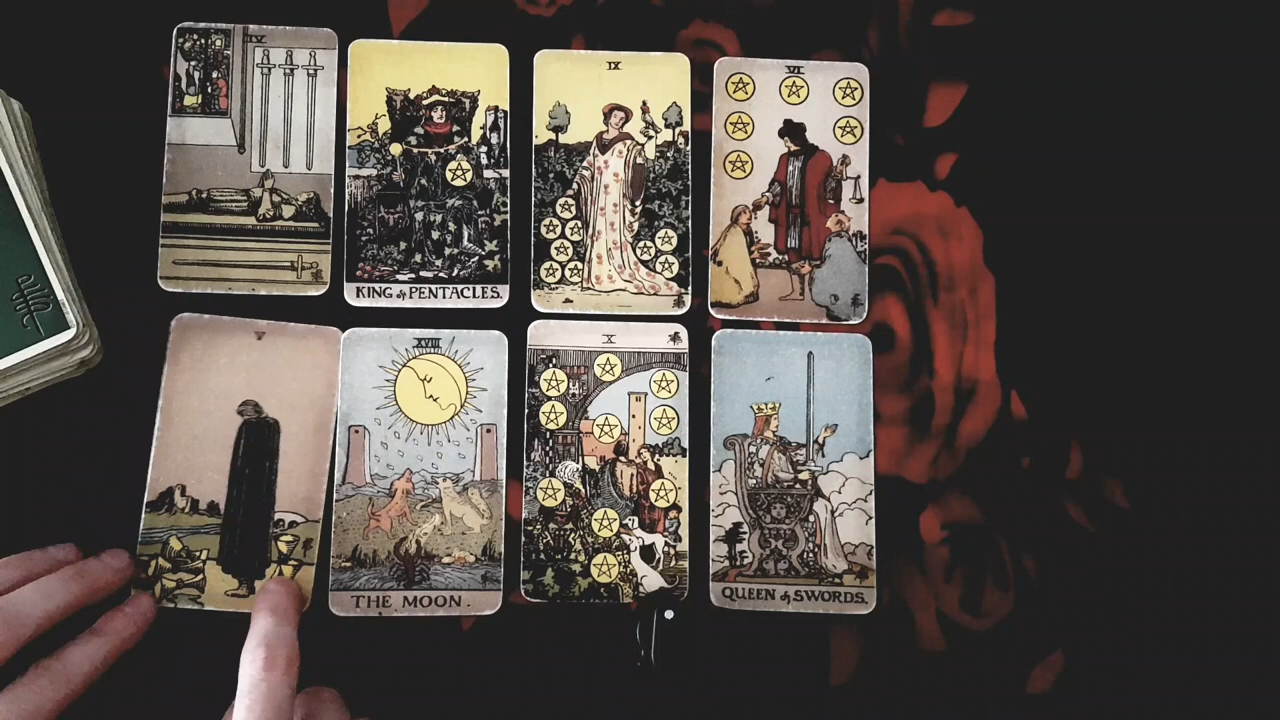 IV
KING of PENTACLES.
IX
VI
V
XVIII
THE MOON.
X
QUEEN of SWORDS.